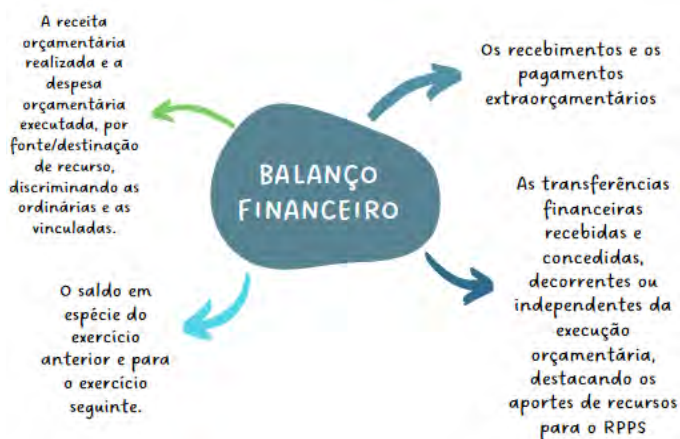 A receita
orçamentária
realizada e a
despesa
orçamentária
executada, por
fonte/destinação
de recurso,
discriminando as
ordinárias e as
vinculadas.
Os recebimentos e os
pagamentos
extraorçamentários
BALANÇO
FINANCEIRO
O saldo em
espécie do
exercício
anterior e para
o exercício
seguinte.
As transferências
financeiras
recebidas e
concedidas,
decorrentes ou
independentes da
execução
orçamentária,
destacando os
aportes de recursos
para o RPPS